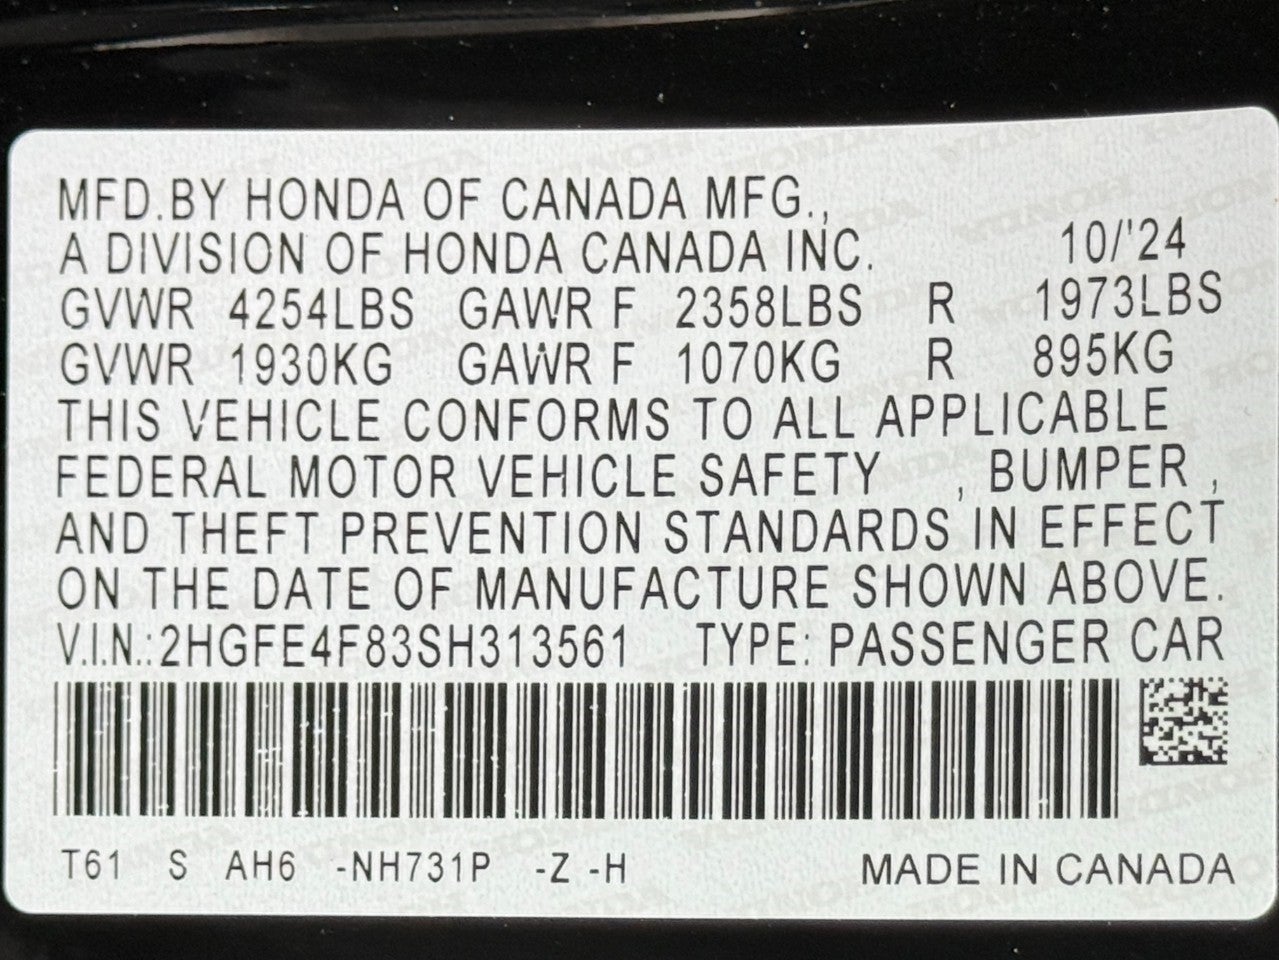 MFD.BY HONDA OF CANADA MFG.,
A DIVISION OF HONDA CANADA INC. 10/'24
GVWR 4254LBS GAWR F 2358LBS R 1973LBS
GVWR 1930KG GAWR F 1070KG R 895KG
THIS VEHICLE CONFORMS TO ALL APPLICABLE
FEDERAL MOTOR VEHICLE SAFETY , BUMPER ,
AND THEFT PREVENTION STANDARDS IN EFFECT
ON THE DATE OF MANUFACTURE SHOWN ABOVE.
V.I.N.:2HGFE4F83SH313561 TYPE: PASSENGER CAR
T61 S AH6 -NH731P -Z -H MADE IN CANADA